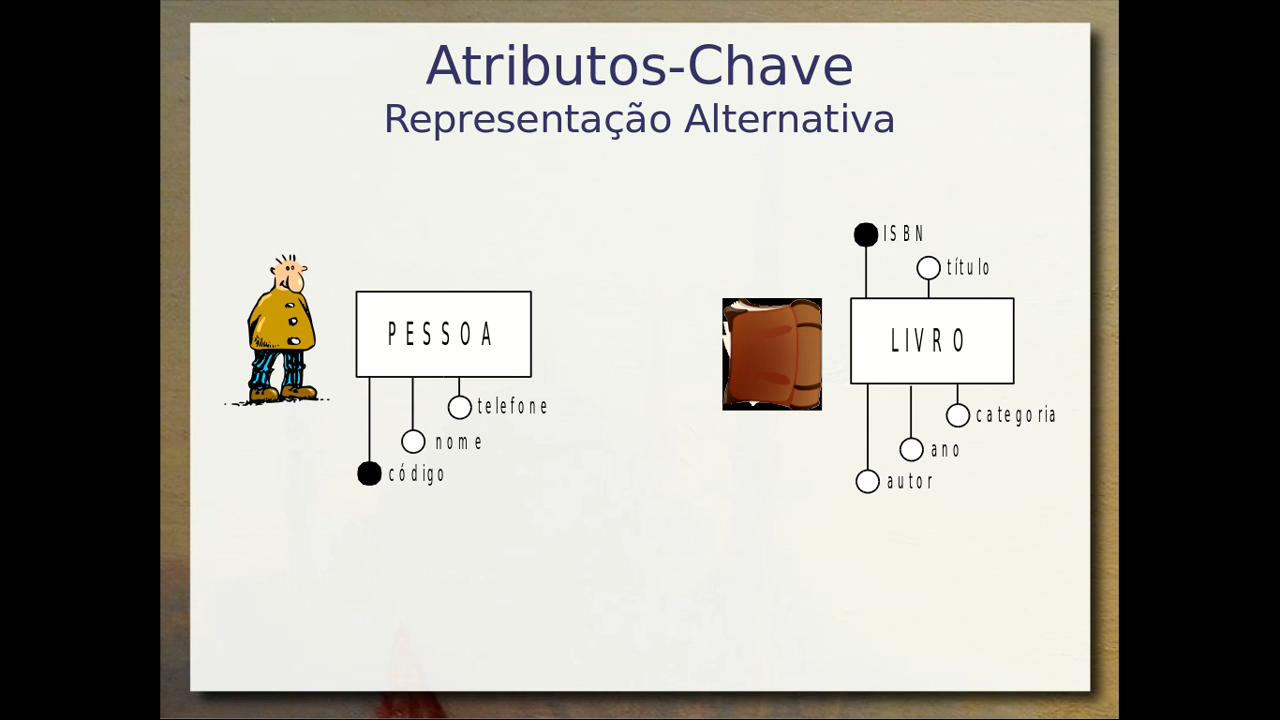 Atributos-Chave
Representação Alternativa
PESSOA
telefone
nome
código
ISBN
título
LIVRO
categoria
ano
autor